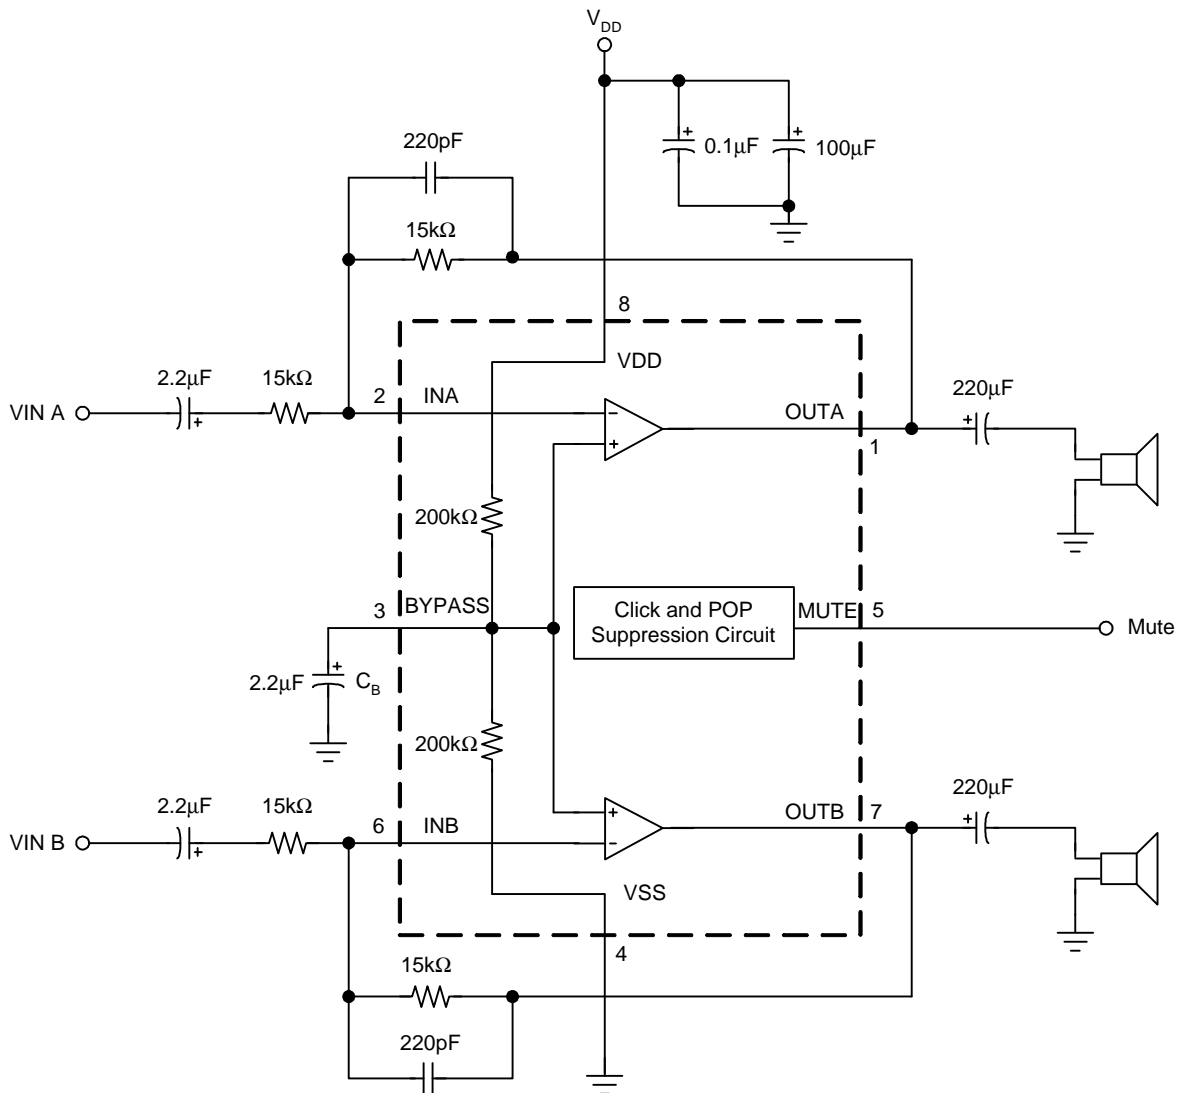 V_DD
220pF
0.1μF
100μF
15kΩ
8
VDD
2.2μF
15kΩ
2
INA
OUTA
220μF
VIN A
1
200kΩ
3
BYPASS
Click and POP
Suppression Circuit
MUTE
5
Mute
2.2μF
C_B
200kΩ
2.2μF
15kΩ
6
INB
OUTB
7
220μF
VIN B
VSS
4
15kΩ
220pF